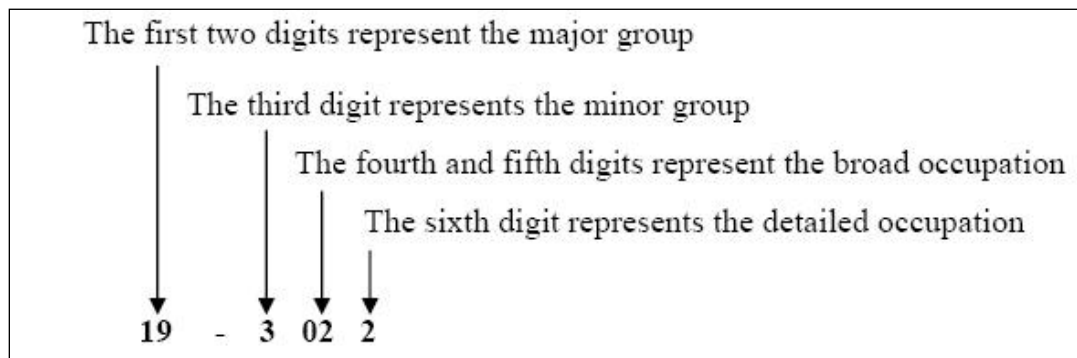 The first two digits represent the major group
The third digit represents the minor group
The fourth and fifth digits represent the broad occupation
The sixth digit represents the detailed occupation
19 - 3 02 2